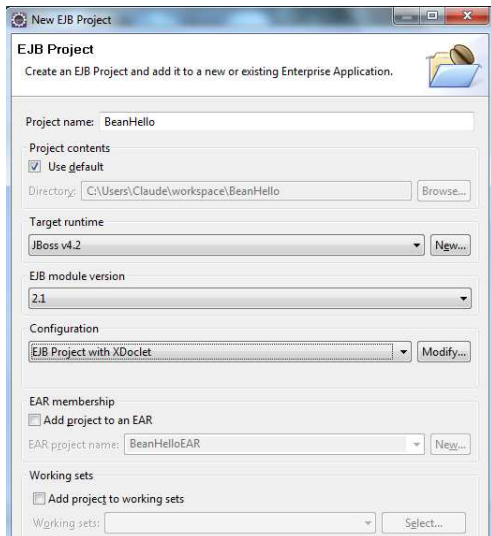 New EJB Project
EJB Project
Create an EJB Project and add it to a new or existing Enterprise Application.
Project name: BeanHello
Project contents
Use default
Directory: C:\Users\Claude\workspace\BeanHello Browse...
Target runtime
JBoss v4.2 New...
EJB module version
2.1
Configuration
EJB Project with XDoclet Modify...
EAR membership
Add project to an EAR
EAR project name: BeanHelloEAR New...
Working sets
Add project to working sets
Working sets: Select...